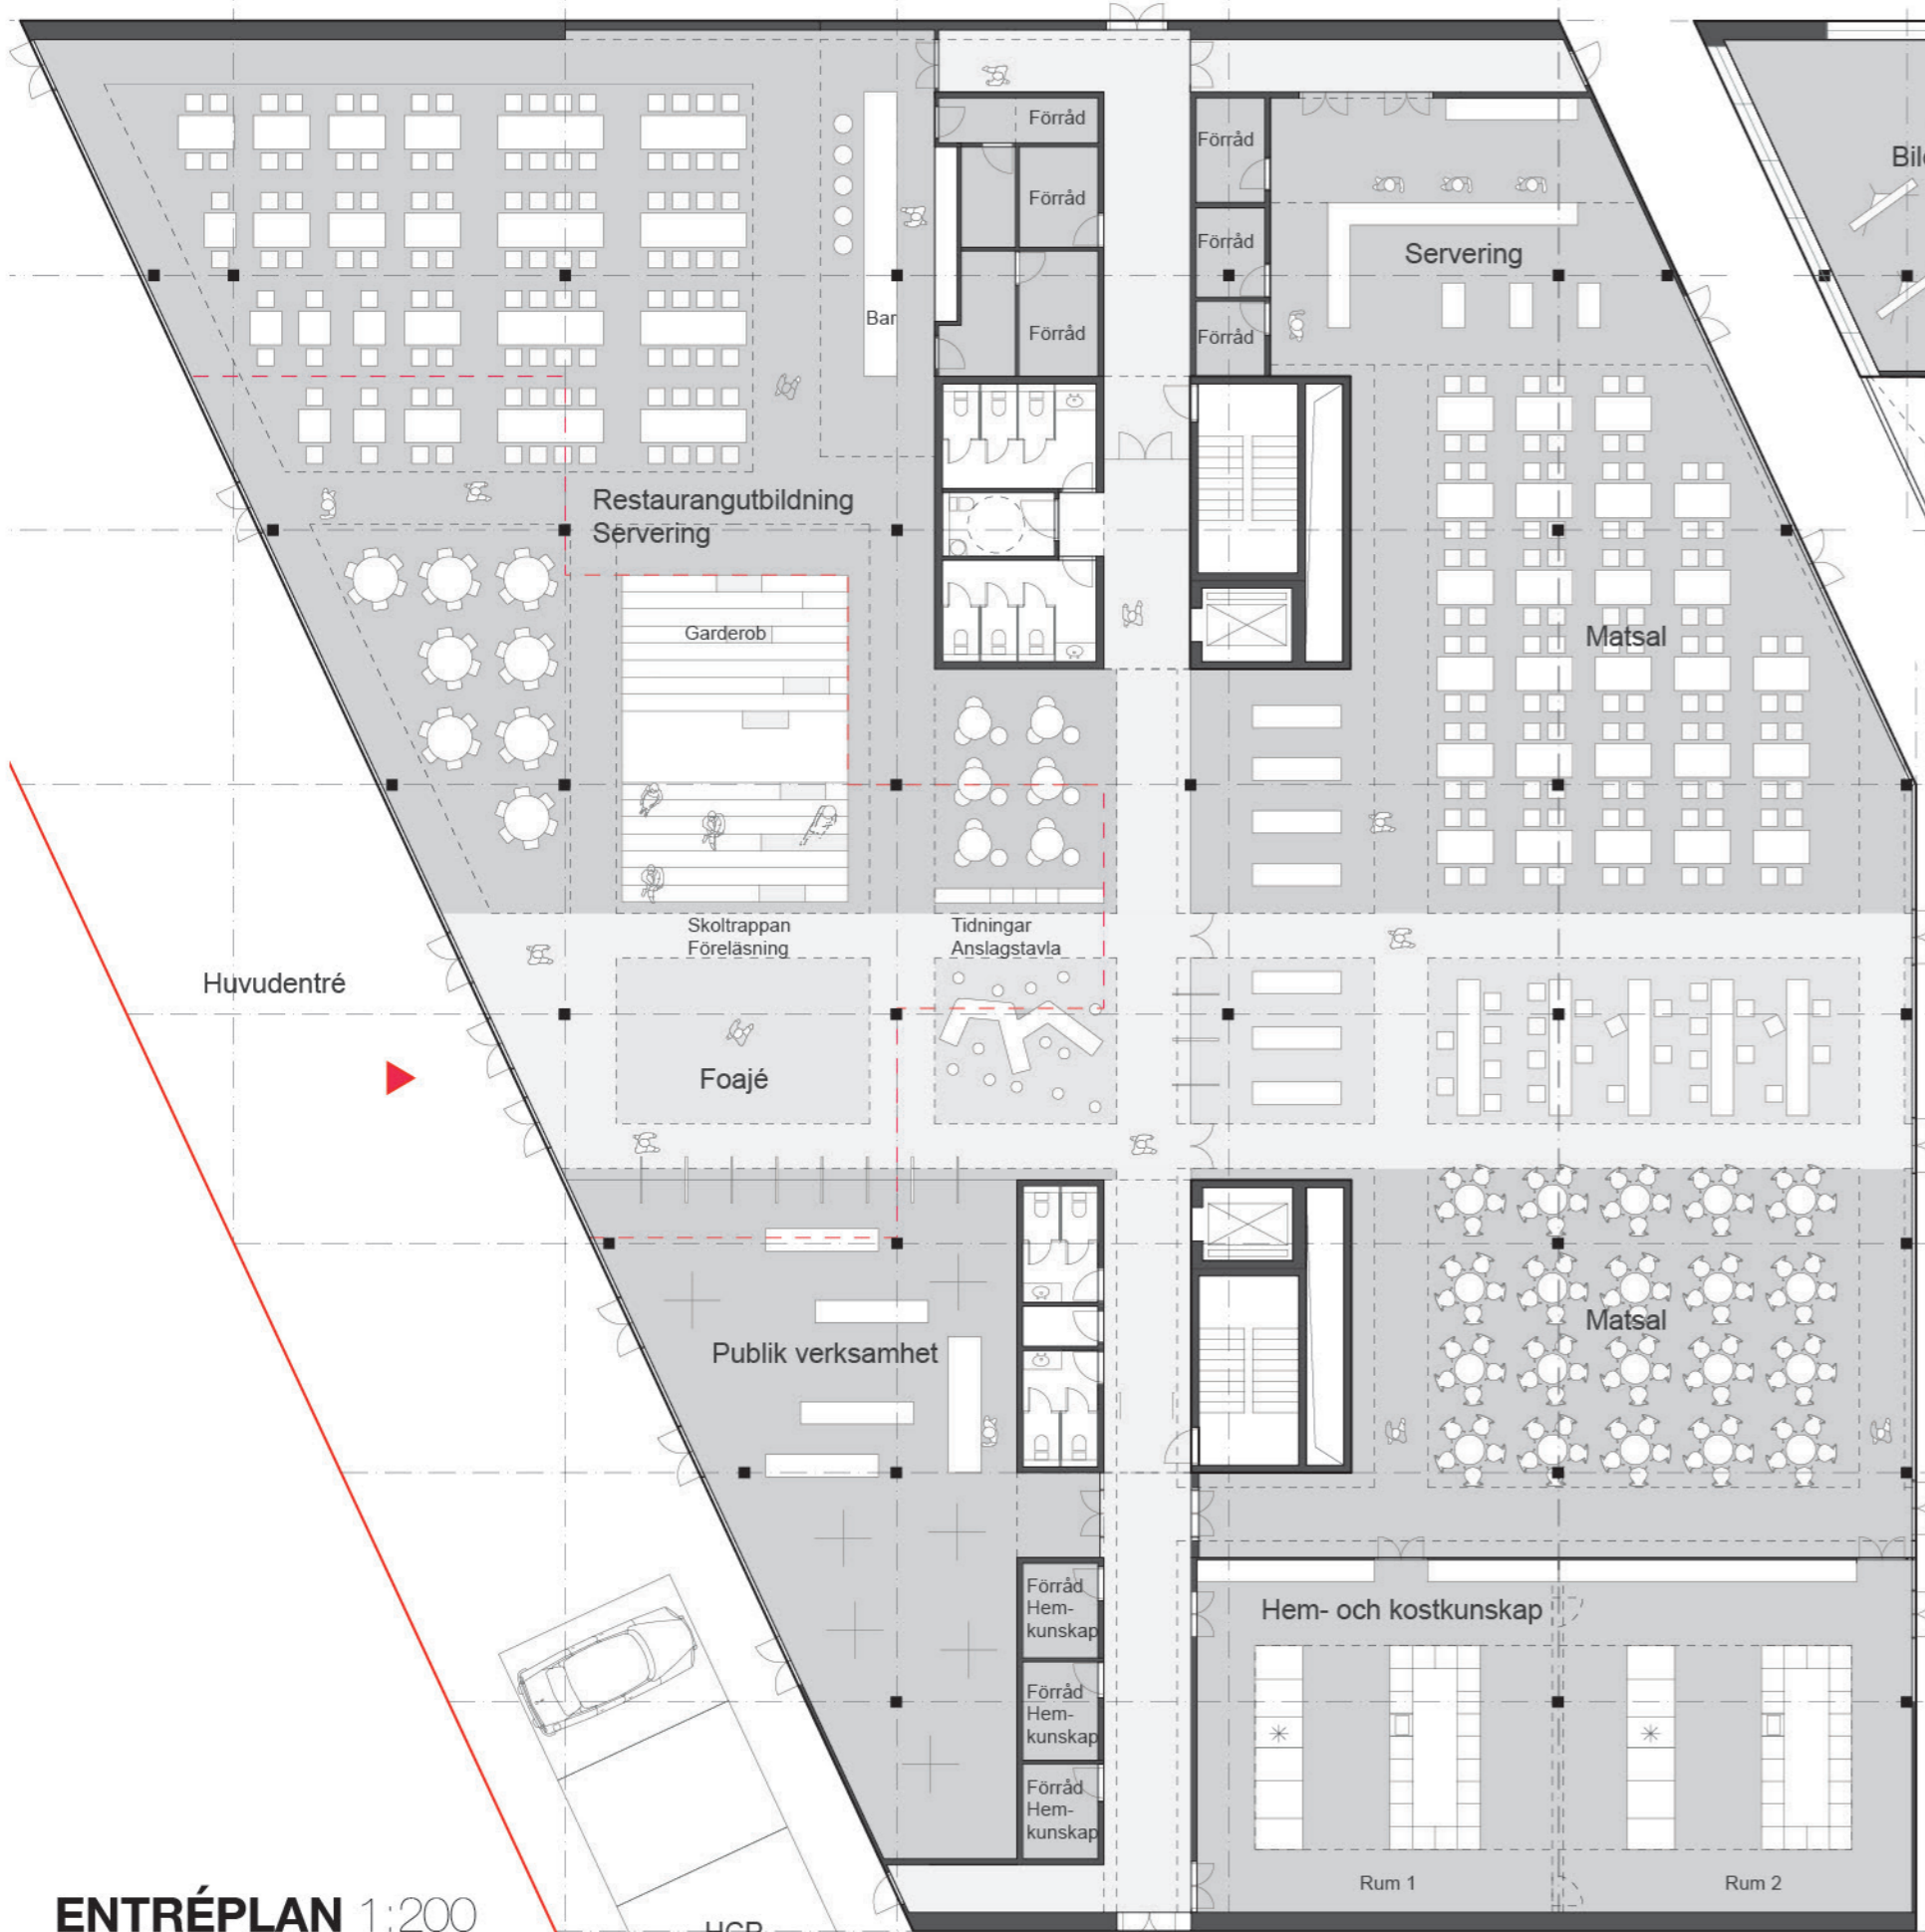 Förråd
Förråd
Förråd
Förråd
Förråd
Förråd
Servering
Bar
Restaurangutbildning
Servering
Garderob
Matsal
Skoltrappan
Föreläsning
Tidningar
Anslagstavla
Huvudentré
Foajé
Publik verksamhet
Matsal
Förråd
Hem-
kunskap
Förråd
Hem-
kunskap
Förråd
Hem-
kunskap
Hem- och kostkunskap
Rum 1
Rum 2
ENTRÉPLAN 1:200